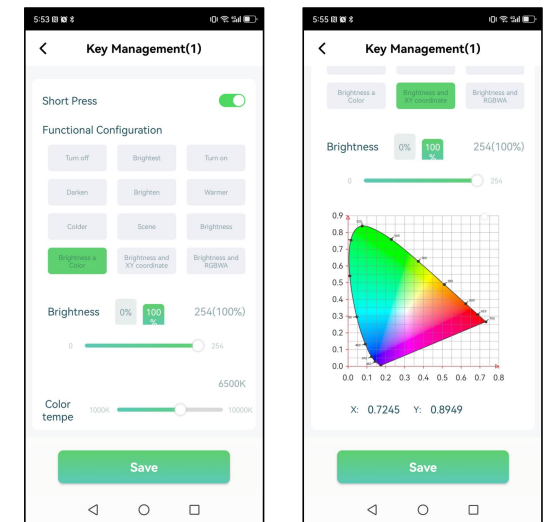 5:53
Key Management(1)
Short Press
Functional Configuration
Turn off
Brightest
Turn on
Darken
Brighten
Warmer
Colder
Scene
Brightness
Brightness a
Color
Brightness and
XY coordinate
Brightness and
RGBWA
Brightness
0%
100
%
254(100%)
0
254
6500K
Color
tempe
1000K
10000K
Save
5:55
Key Management(1)
Brightness a
Color
Brightness and
XY coordinate
Brightness and
RGBWA
Brightness
0%
100
%
254(100%)
0
254
0.9
0.8
0.7
0.6
0.5
0.4
0.3
0.2
0.1
0.0
0.0 0.1 0.2 0.3 0.4 0.5 0.6 0.7 0.8
X: 0.7245 Y: 0.8949
Save